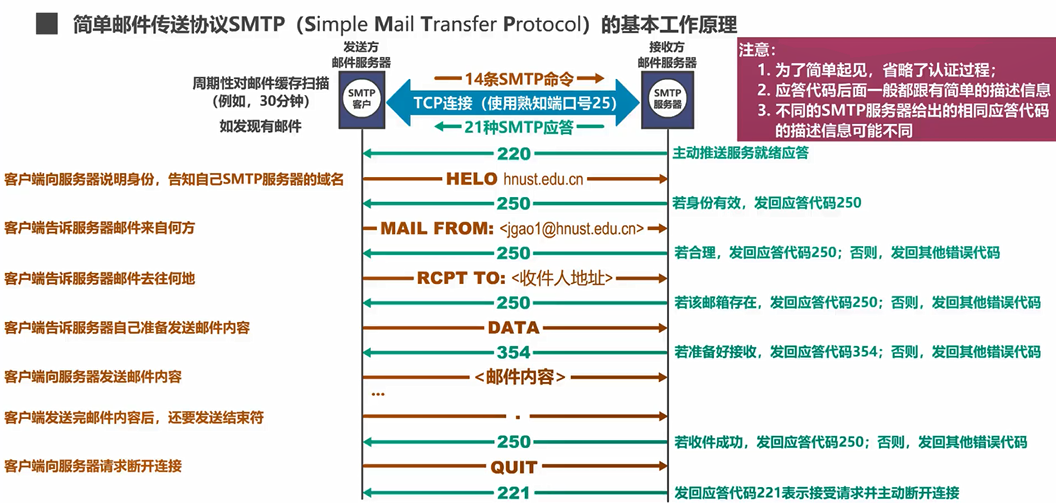 简单邮件传送协议SMTP（Simple Mail Transfer Protocol）的基本工作原理
发送方
邮件服务器
接收方
邮件服务器
注意：
1. 为了简单起见，省略了认证过程；
2. 应答代码后面一般都跟有简单的描述信息
3. 不同的SMTP服务器给出的相同应答代码
的描述信息可能不同
周期性对邮件缓存扫描
（例如，30分钟）
如发现有邮件
SMTP
客户
14条SMTP命令
TCP连接（使用熟知端口号25）
21种SMTP应答
SMTP
服务器
220
主动推送服务就绪应答
客户端向服务器说明身份，告知自己SMTP服务器的域名
HELO hnust.edu.cn
250
若身份有效，发回应答代码250
客户端告诉服务器邮件来自何方
MAIL FROM: <jgao1@hnust.edu.cn>
250
若合理，发回应答代码250；否则，发回其他错误代码
客户端告诉服务器邮件去往何地
RCPT TO: <收件人地址>
250
若该邮箱存在，发回应答代码250；否则，发回其他错误代码
客户端告诉服务器自己准备发送邮件内容
DATA
354
若准备好接收，发回应答代码354；否则，发回其他错误代码
客户端向服务器发送邮件内容
<邮件内容>
...
客户端发送完邮件内容后，还要发送结束符
.
250
若收件成功，发回应答代码250；否则，发回其他错误代码
客户端向服务器请求断开连接
QUIT
221
发回应答代码221表示接受请求并主动断开连接